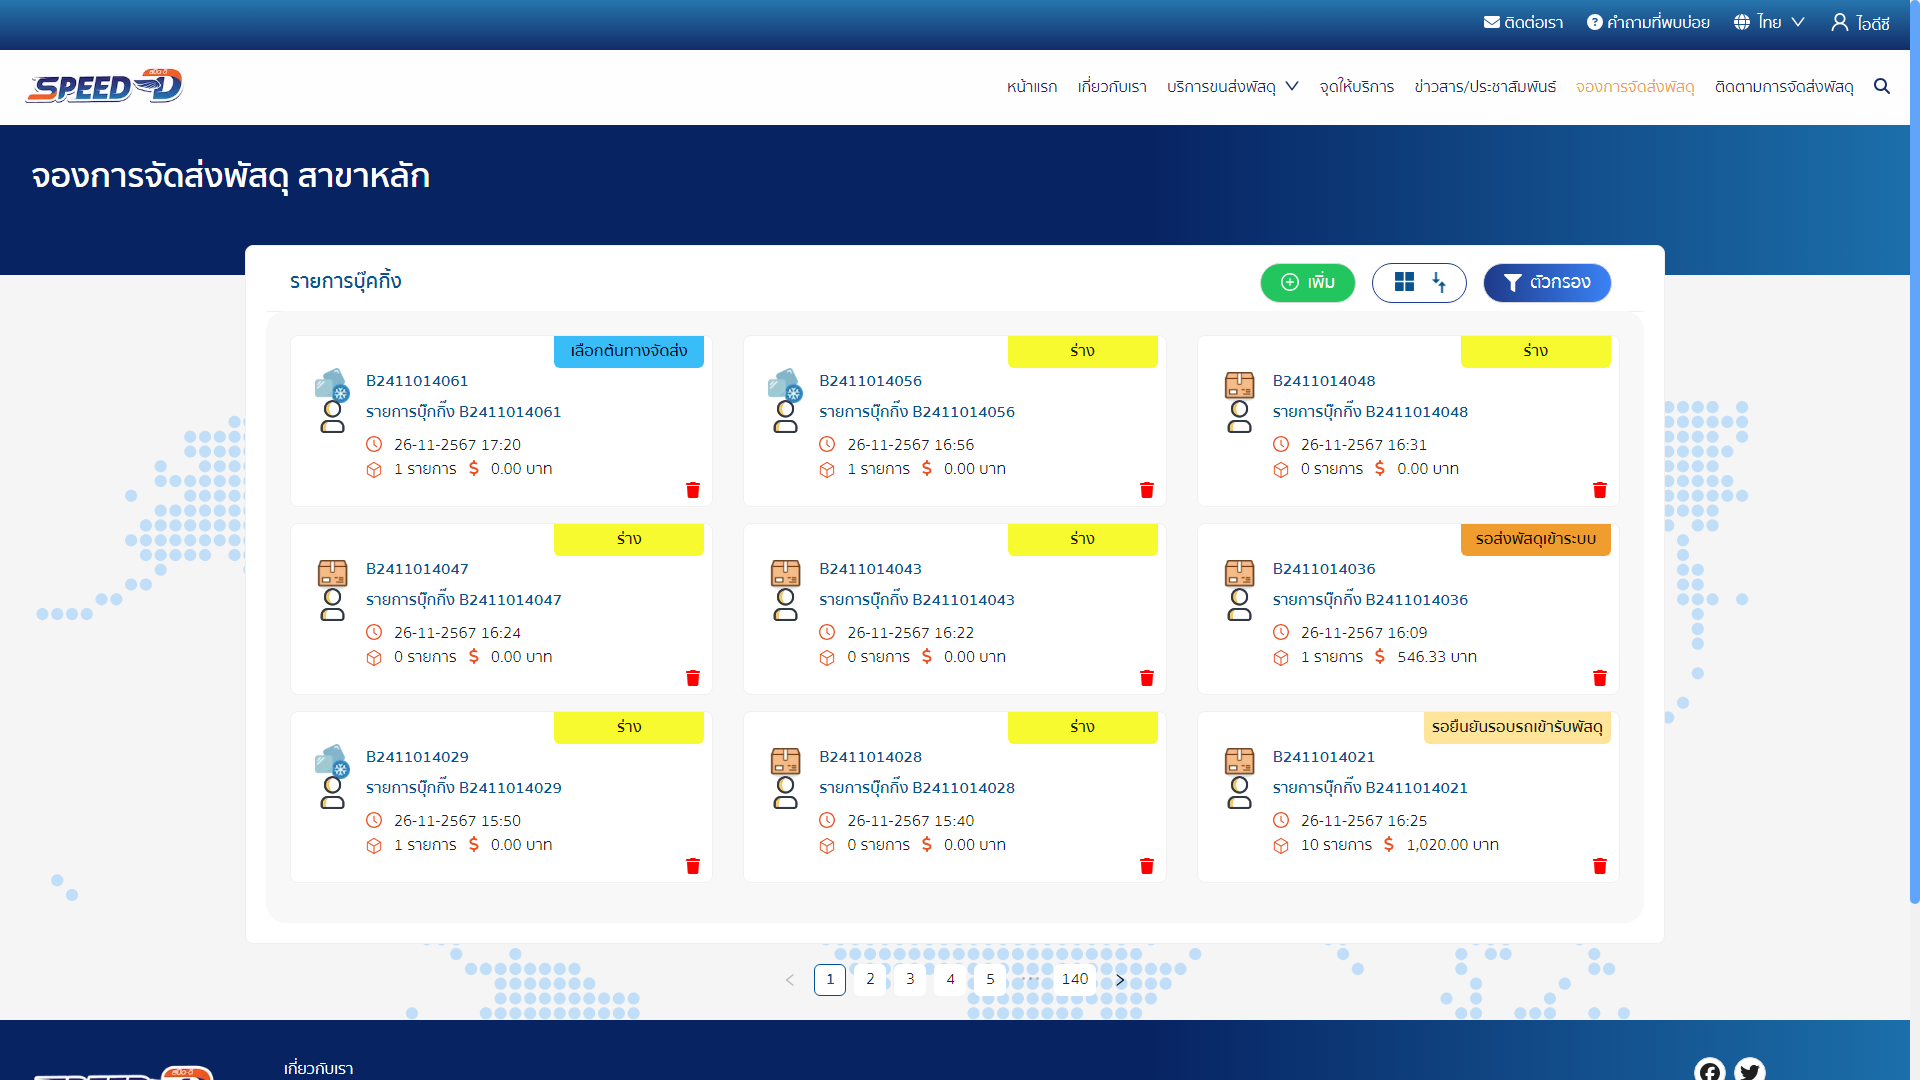 ติดต่อเรา คำถามที่พบบ่อย ไทย ไอดีซี
SPEED-D สปีด-ดี
หน้าแรก เกี่ยวกับเรา บริการขนส่งพัสดุ จุดให้บริการ ข่าวสาร/ประชาสัมพันธ์ จองการจัดส่งพัสดุ ติดตามการจัดส่งพัสดุ
จองการจัดส่งพัสดุ สาขาหลัก
รายการบุ๊คกิ้ง เพิ่ม ตัวกรอง
เลือกต้นทางจัดส่ง
B2411014061
รายการบุ๊กกิ๊ง B2411014061
26-11-2567 17:20
1 รายการ 0.00 บาท
ร่าง
B2411014056
รายการบุ๊กกิ๊ง B2411014056
26-11-2567 16:56
1 รายการ 0.00 บาท
ร่าง
B2411014048
รายการบุ๊กกิ๊ง B2411014048
26-11-2567 16:31
0 รายการ 0.00 บาท
ร่าง
B2411014047
รายการบุ๊กกิ๊ง B2411014047
26-11-2567 16:24
0 รายการ 0.00 บาท
ร่าง
B2411014043
รายการบุ๊กกิ๊ง B2411014043
26-11-2567 16:22
0 รายการ 0.00 บาท
รอส่งพัสดุเข้าระบบ
B2411014036
รายการบุ๊กกิ๊ง B2411014036
26-11-2567 16:09
1 รายการ 546.33 บาท
ร่าง
B2411014029
รายการบุ๊กกิ๊ง B2411014029
26-11-2567 15:50
1 รายการ 0.00 บาท
ร่าง
B2411014028
รายการบุ๊กกิ๊ง B2411014028
26-11-2567 15:40
0 รายการ 0.00 บาท
รอยืนยันรอบรถเข้ารับพัสดุ
B2411014021
รายการบุ๊กกิ๊ง B2411014021
26-11-2567 16:25
10 รายการ 1,020.00 บาท
< 1 2 3 4 5 ••• 140 >
เกี่ยวกับเรา